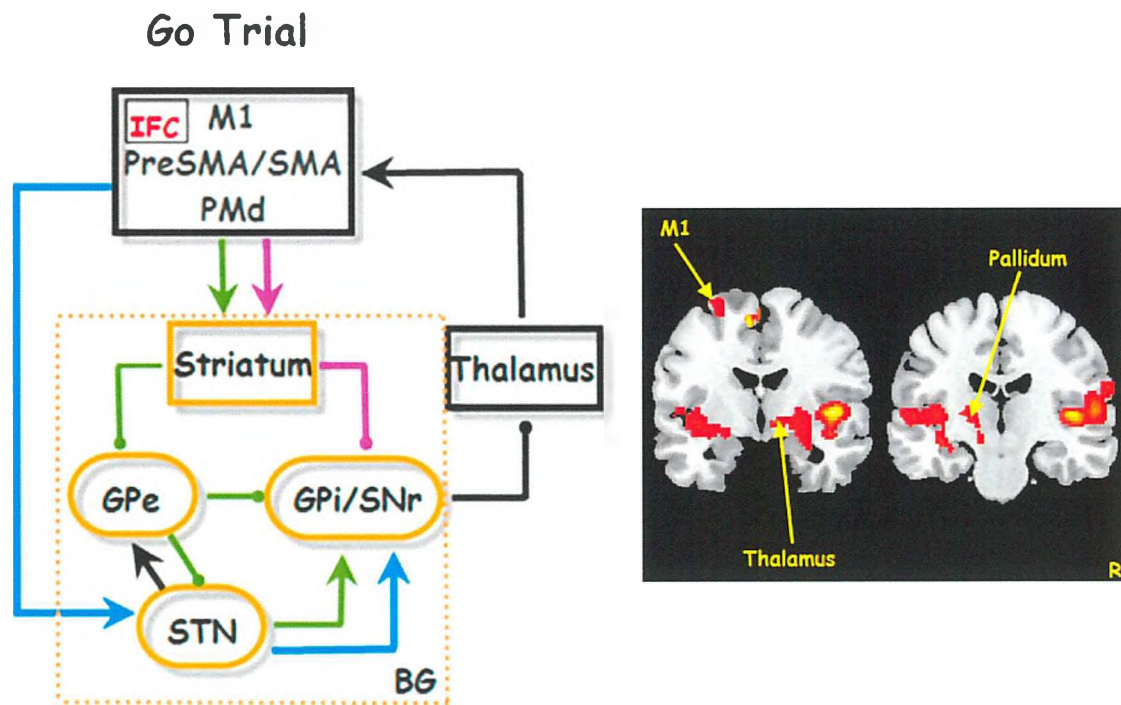 Go Trial
IFC M1
PreSMA/SMA
PMd
Striatum
Thalamus
GPe
GPi/SNr
STN
BG
M1
Pallidum
Thalamus
R